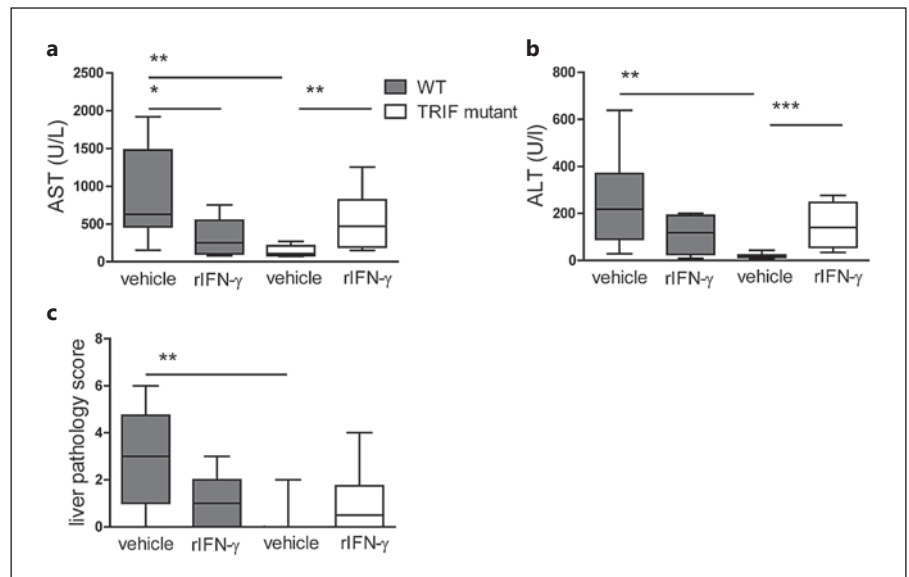 a
**
*
**
WT
TRIF mutant
AST (U/L)
2500
2000
1500
1000
500
0
vehicle rIFN-γ vehicle rIFN-γ
b
**
***
ALT (U/l)
800
600
400
200
0
vehicle rIFN-γ vehicle rIFN-γ
c
**
liver pathology score
8
6
4
2
0
vehicle rIFN-γ vehicle rIFN-γ